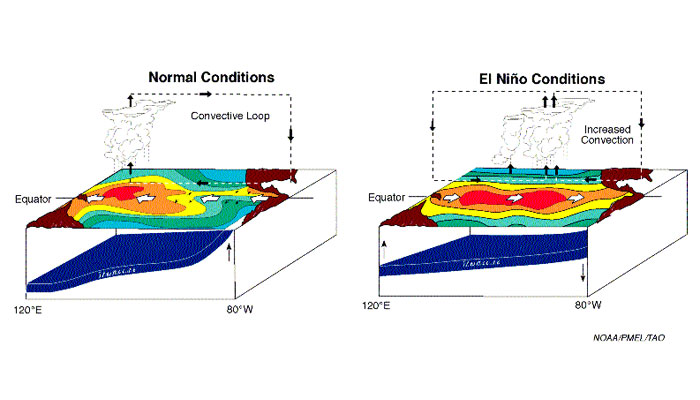 Normal Conditions
Convective Loop
Equator
120°E
80°W
El Niño Conditions
Increased
Convection
Equator
120°E
80°W
NOAA/PMEL/TAO